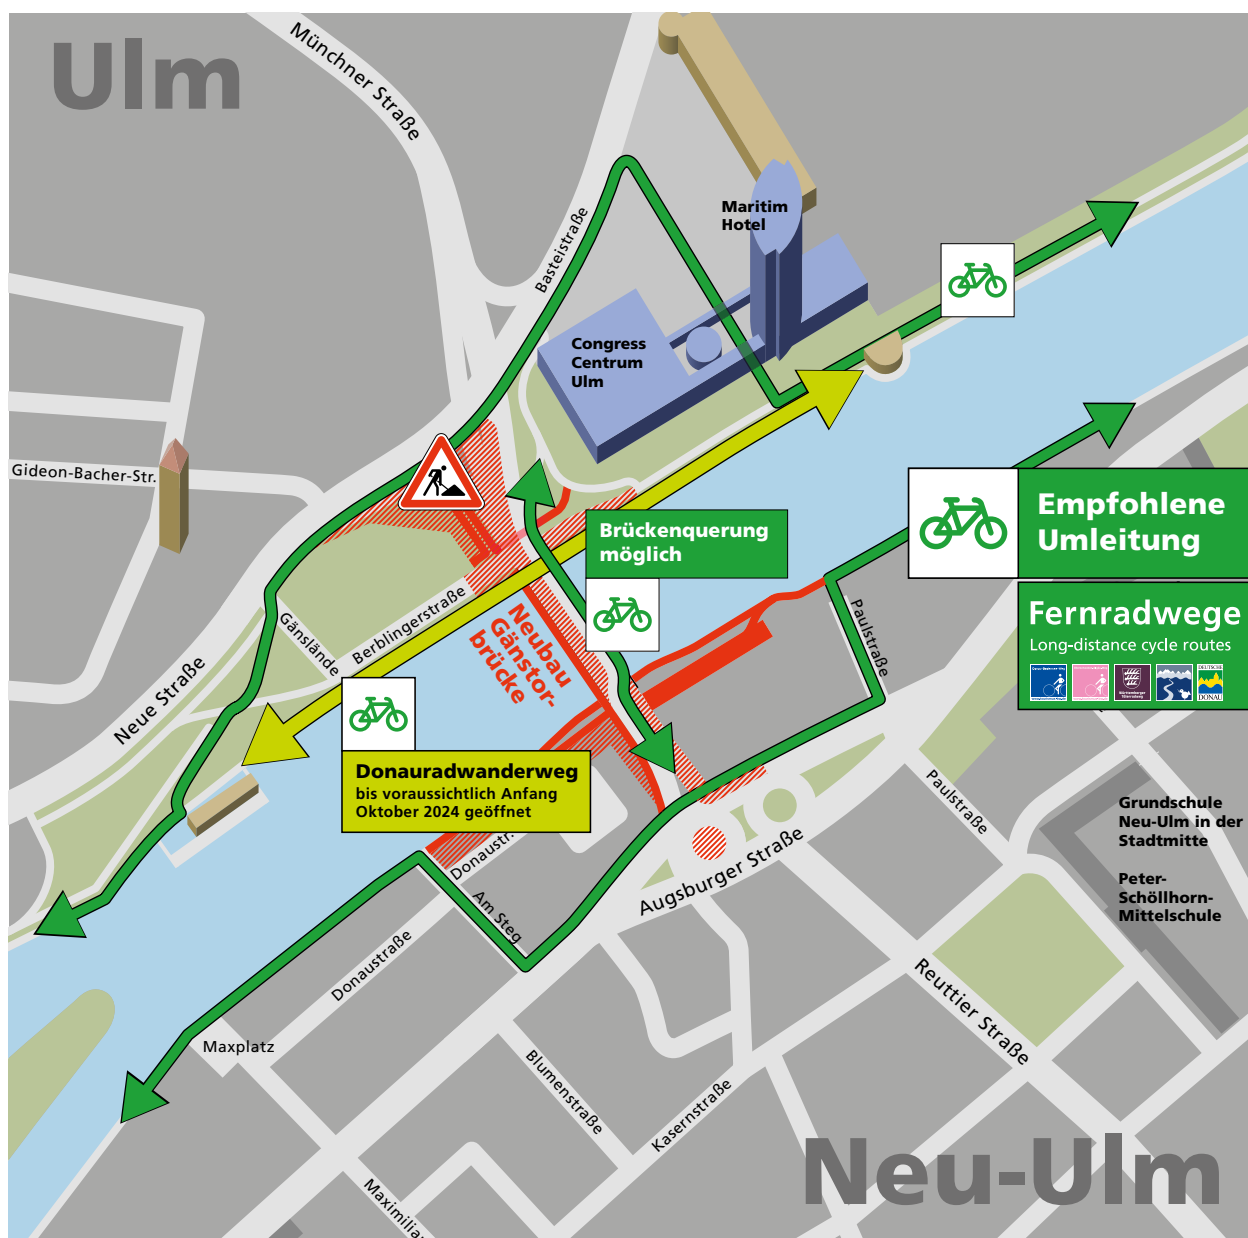 Ulm
Münchner Straße
Basteistraße
Maritim
Hotel
Congress
Centrum
Ulm
Gideon-Bacher-Str.
Empfohlene
Umleitung
Brückenquerung
möglich
Fernradwege
Long-distance cycle routes
DEUTSCHE
DONAU
Gänslände
Berblingerstraße
Neubau
Gänstor-
brücke
Paulstraße
Neue Straße
Donauradwanderweg
bis voraussichtlich Anfang
Oktober 2024 geöffnet
Paulstraße
Grundschule
Neu-Ulm in der
Stadtmitte
Peter-
Schöllhorn-
Mittelschule
Donaustr.
Augsburger Straße
Am Steg
Donaustraße
Reuttier Straße
Maxplatz
Blumenstraße
Kasernstraße
Neu-Ulm